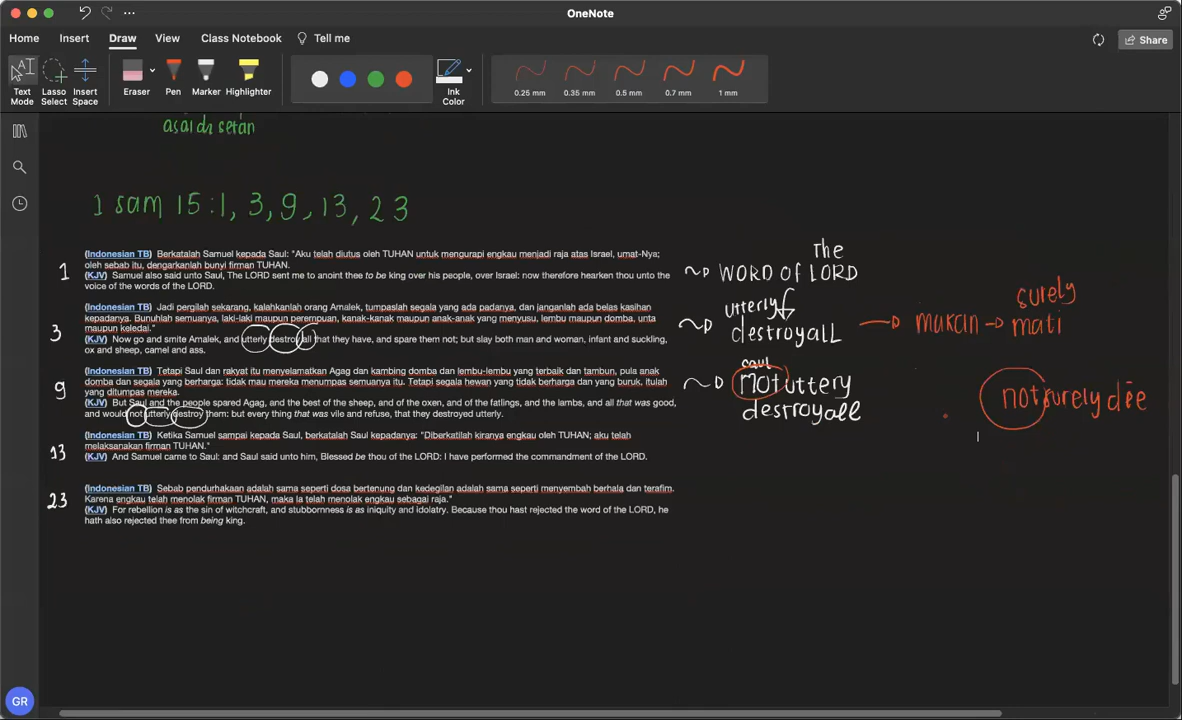 OneNote
Home Insert Draw View Class Notebook Tell me
Share
Text Mode
Lasso Select
Insert Space
Eraser
Pen
Marker
Highlighter
Ink Color
0.25 mm
0.35 mm
0.5 mm
0.7 mm
1 mm
setan
1 sam 15:1, 3, 9, 13, 23
1
(Indonesian TB) Berkatalah Samuel kepada Saul: "Aku telah diutus oleh TUHAN untuk mengurapi engkau menjadi raja atas Israel, umat-Nya;
oleh sebab itu, dengarkanlah bunyi firman TUHAN.
(KJV) Samuel also said unto Saul, The LORD sent me to anoint thee to be king over his people, over Israel: now therefore hearken thou unto the
voice of the words of the LORD.
The
WORD OF LORD
3
(Indonesian TB) Jadi pergilah sekarang, kalahkanlah orang Amalek, tumpaslah segala yang ada padanya, dan janganlah ada belas kasihan
kepadanya. Bunuhlah semuanya, laki-laki maupun perempuan, kanak-kanak maupun anak-anak yang menyusu, lembu maupun domba, unta
maupun keledai."
(KJV) Now go and smite Amalek, and utterly destroy all that they have, and spare them not; but slay both man and woman, infant and suckling,
ox and sheep, camel and ass.
utterly
destroy all
makan → mati
surely
9
(Indonesian TB) Tetapi Saul dan rakyat itu menyelamatkan Agag dan kambing domba dan lembu-lembu yang terbaik dan tambun, pula anak
domba dan segala yang berharga: tidak mau mereka menumpas semuanya itu. Tetapi segala hewan yang tidak berharga dan yang buruk, itulah
yang ditumpas mereka.
(KJV) But Saul and the people spared Agag, and the best of the sheep, and of the oxen, and of the fatlings, and the lambs, and all that was good,
and would not utterly destroy them: but every thing that was vile and refuse, that they destroyed utterly.
saul
not uttery
destroy all
not surely die
13
(Indonesian TB) Ketika Samuel sampai kepada Saul, berkatalah Saul kepadanya: "Diberkatilah kiranya engkau oleh TUHAN; aku telah
melaksanakan firman TUHAN."
(KJV) And Samuel came to Saul: and Saul said unto him, Blessed be thou of the LORD: I have performed the commandment of the LORD.
23
(Indonesian TB) Sebab pendurhakaan adalah sama seperti dosa bertenung dan kedegilan adalah sama seperti menyembah berhala dan terafim.
Karena engkau telah menolak firman TUHAN, maka Ia telah menolak engkau sebagai raja."
(KJV) For rebellion is as the sin of witchcraft, and stubbornness is as iniquity and idolatry. Because thou hast rejected the word of the LORD, he
hath also rejected thee from being king.
GR